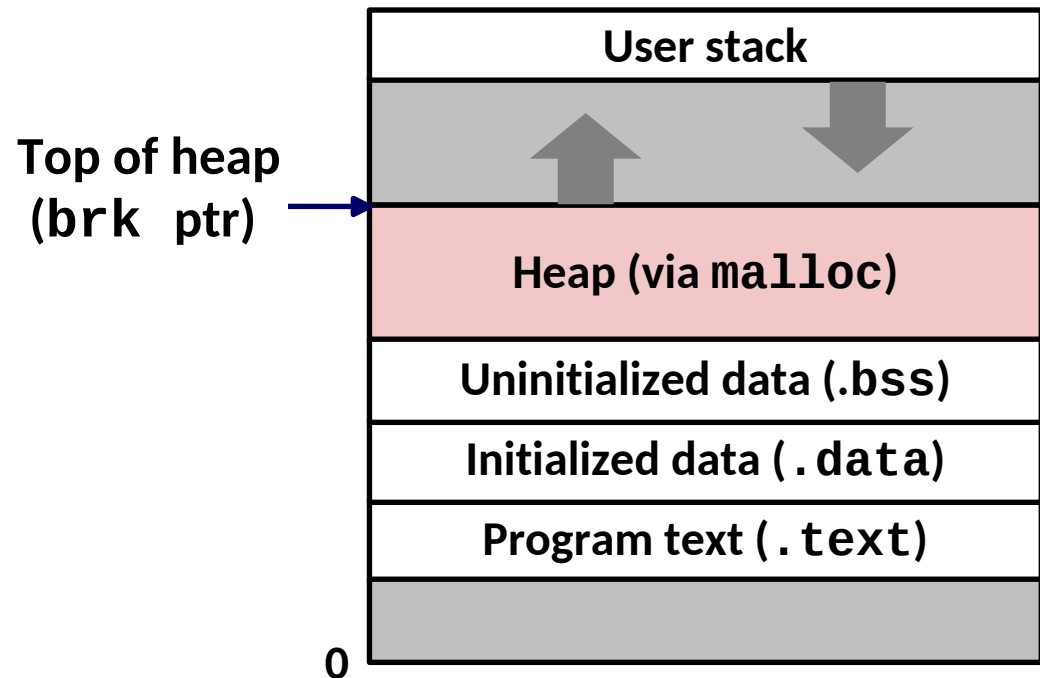 User stack
Top of heap
(brk ptr)
Heap (via malloc)
Uninitialized data (.bss)
Initialized data (.data)
Program text (.text)
0